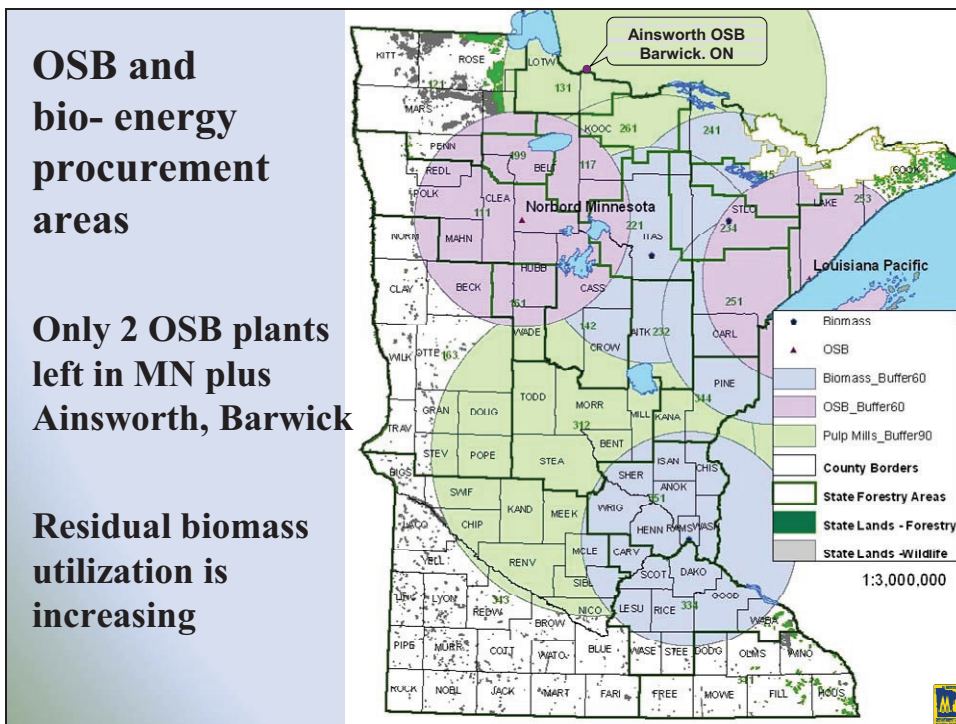 OSB and
bio- energy
procurement
areas
Only 2 OSB plants
left in MN plus
Ainsworth, Barwick
Residual biomass
utilization is
increasing
Ainsworth OSB
Barwick. ON
KITT
ROSE
LOTW
121
131
MARS
KOOC
261
241
PENN
199
BELT
117
REDL
POLK
CLEA
COOK
LAKE
253
111
Norbord Minnesota
221
ITAS
STLO
234
NORM
MAHN
HUBB
Louisiana Pacific
BECK
CASS
251
CLAY
161
142
AITK
232
CARL
WADE
CROW
WILK
OTTE
163
PINE
TODD
MORR
MILL
KANA
344
GRAN
DOUG
312
BENT
TRAV
STEV
POPE
STEA
ISAN
CHIS
BIGS
SHER
ANOK
SWIF
KAND
MEEK
WRIG
HENN
RAMS
WASH
CHIP
RENV
MCLE
CARV
YELL
SIBL
SCOT
DAKO
LYON
REDW
343
NICO
LESU
RICE
334
GOOD
WABA
BROW
PIPE
MURR
COTT
WATO
BLUE
WASE
STEE
DODG
OLMS
WINO
ROCK
NOBL
JACK
MART
FARI
FREE
MOWE
FILL
HOUS
Biomass
OSB
Biomass_Buffer60
OSB_Buffer60
Pulp Mills_Buffer90
County Borders
State Forestry Areas
State Lands - Forestry
State Lands -Wildlife
1:3,000,000